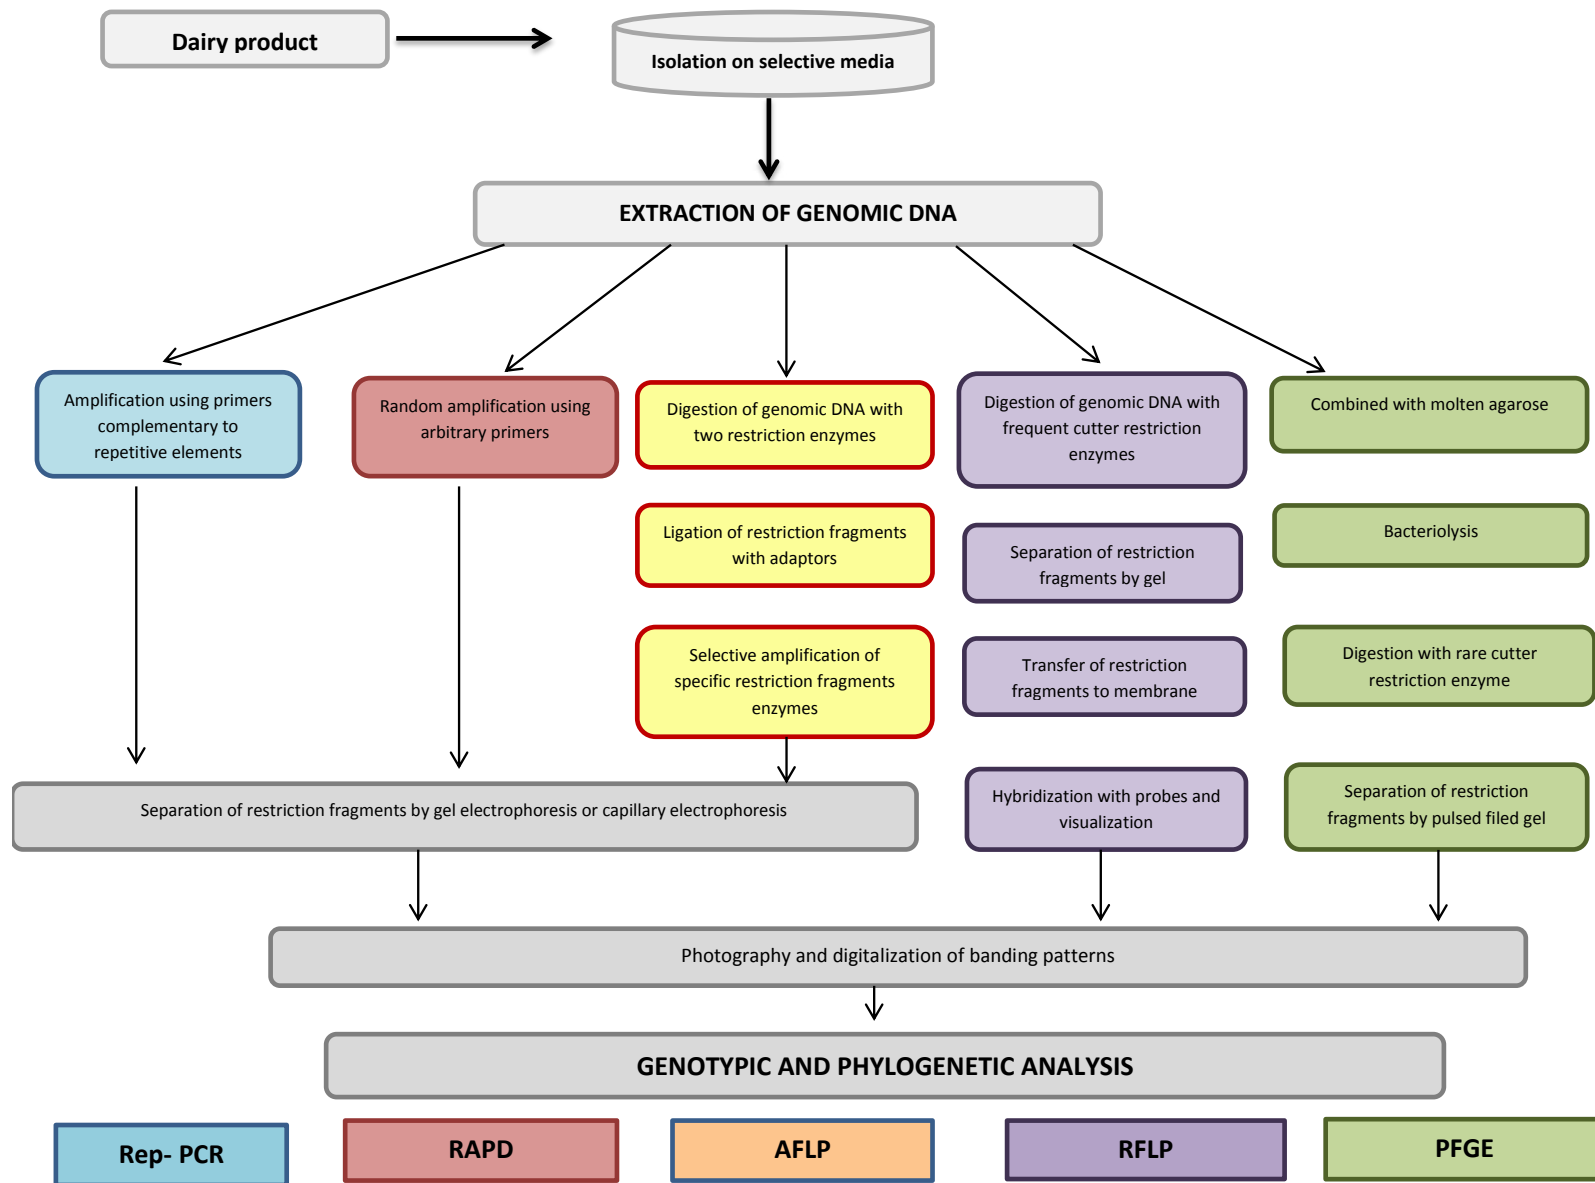 Dairy product
Isolation on selective media
EXTRACTION OF GENOMIC DNA
Amplification using primers
complementary to
repetitive elements
Random amplification using
arbitrary primers
Digestion of genomic DNA with
two restriction enzymes
Digestion of genomic DNA with
frequent cutter restriction
enzymes
Combined with molten agarose
Ligation of restriction fragments
with adaptors
Separation of restriction
fragments by gel
Bacteriolysis
Selective amplification of
specific restriction fragments
enzymes
Transfer of restriction
fragments to membrane
Digestion with rare cutter
restriction enzyme
Separation of restriction fragments by gel electrophoresis or capillary electrophoresis
Hybridization with probes and
visualization
Separation of restriction
fragments by pulsed filed gel
Photography and digitalization of banding patterns
GENOTYPIC AND PHYLOGENETIC ANALYSIS
Rep- PCR
RAPD
AFLP
RFLP
PFGE